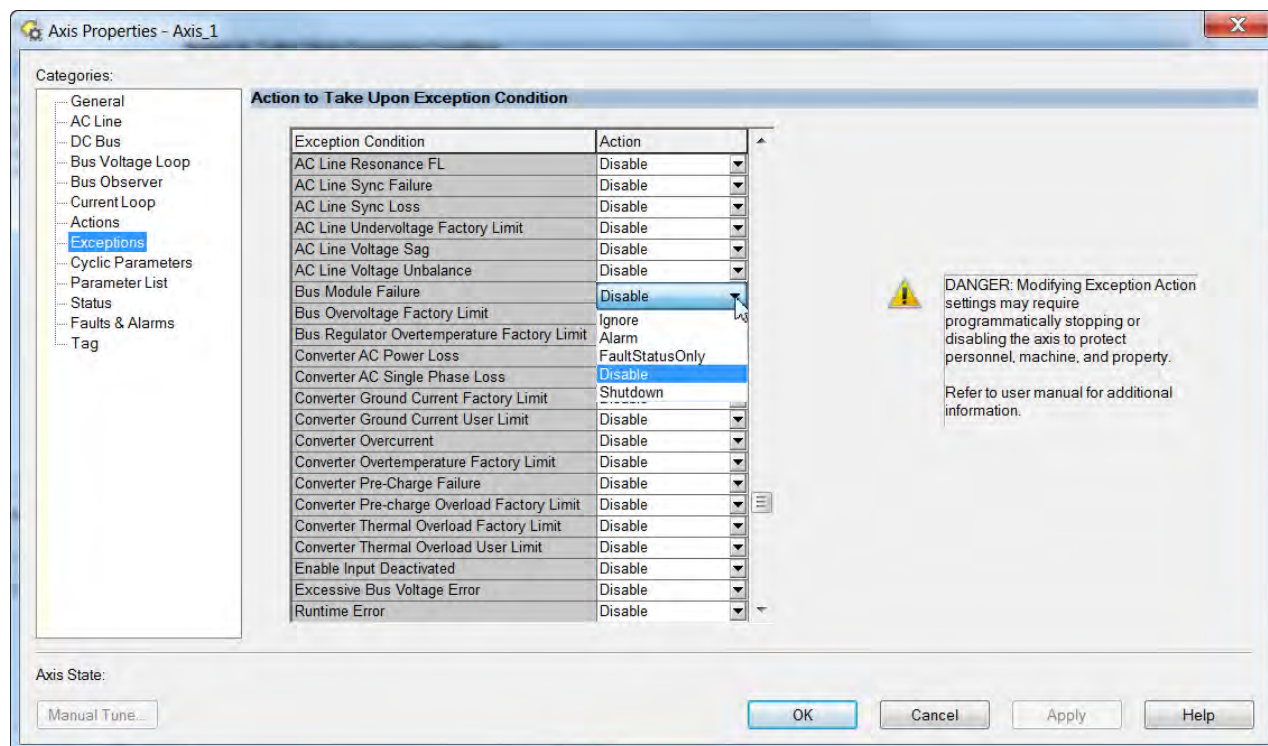 Axis Properties - Axis_1
X
Categories:
General
AC Line
DC Bus
Bus Voltage Loop
Bus Observer
Current Loop
Actions
Exceptions
Cyclic Parameters
Parameter List
Status
Faults & Alarms
Tag
Action to Take Upon Exception Condition
Exception Condition Action
AC Line Resonance FL Disable
AC Line Sync Failure Disable
AC Line Sync Loss Disable
AC Line Undervoltage Factory Limit Disable
AC Line Voltage Sag Disable
AC Line Voltage Unbalance Disable
Bus Module Failure Disable
Bus Overvoltage Factory Limit
Bus Regulator Overtemperature Factory Limit
Converter AC Power Loss
Converter AC Single Phase Loss
Converter Ground Current Factory Limit
Ignore
Alarm
FaultStatusOnly
Disable
Shutdown
Converter Ground Current User Limit Disable
Converter Overcurrent Disable
Converter Overtemperature Factory Limit Disable
Converter Pre-Charge Failure Disable
Converter Pre-charge Overload Factory Limit Disable
Converter Thermal Overload Factory Limit Disable
Converter Thermal Overload User Limit Disable
Enable Input Deactivated Disable
Excessive Bus Voltage Error Disable
Runtime Error Disable
DANGER: Modifying Exception Action
settings may require
programmatically stopping or
disabling the axis to protect
personnel, machine, and property.
Refer to user manual for additional
information.
Axis State:
Manual Tune...
OK
Cancel
Apply
Help